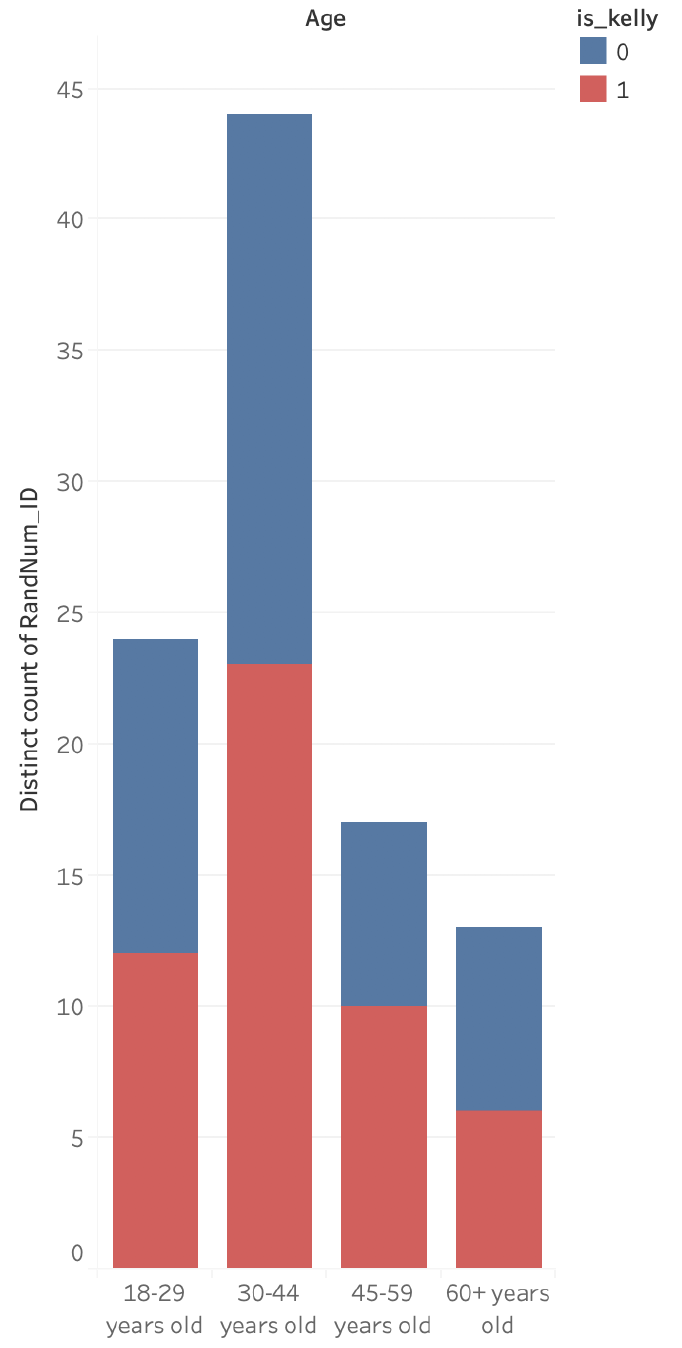 Age
is_kelly
0
1
45
40
35
30
25
20
15
10
5
0
Distinct count of RandNum_ID
18-29
years old
30-44
years old
45-59
years old
60+ years
old